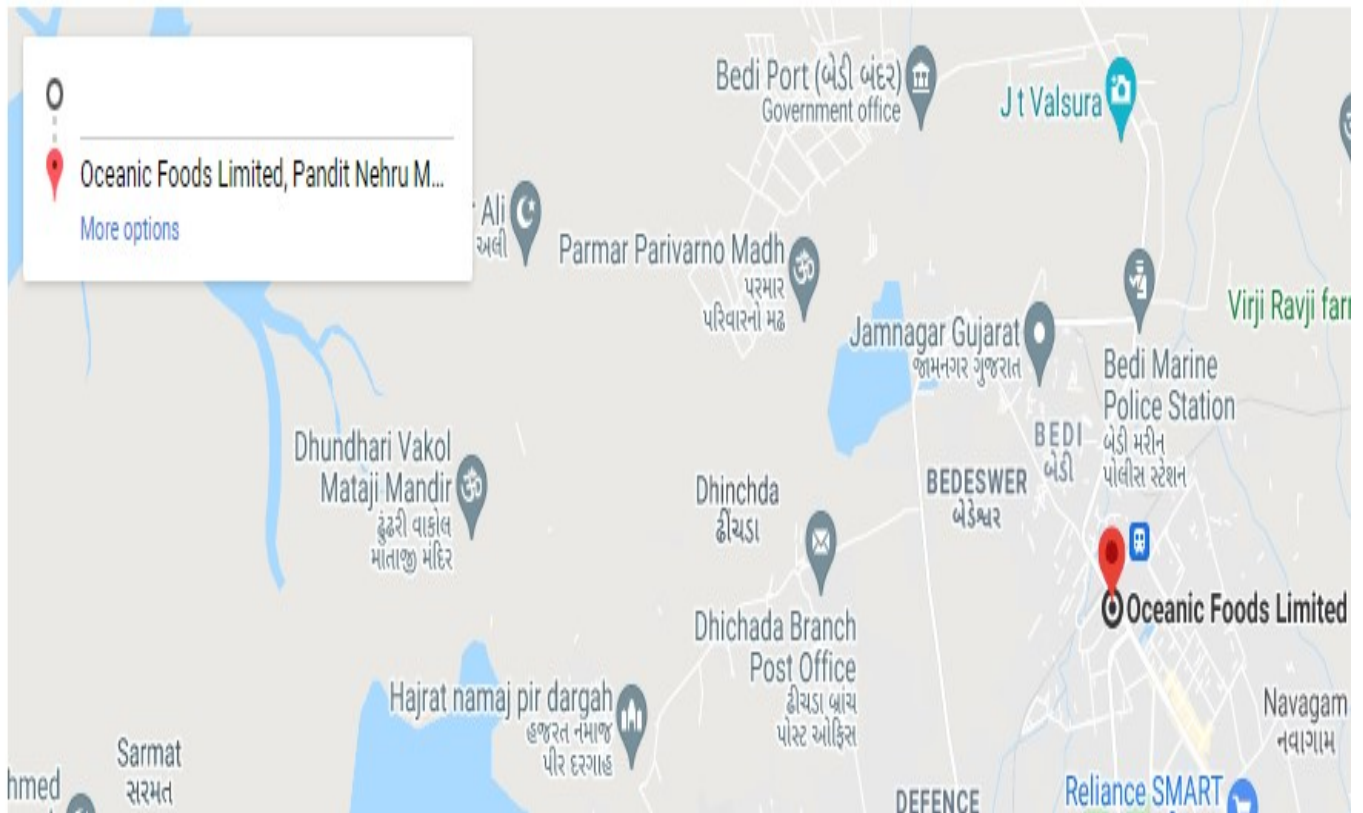 Oceanic Foods Limited, Pandit Nehru M...
More options
Bedi Port (બેડી બંદર)
Government office
J t Valsura
Ali
અલી
Parmar Parivarno Madh
પરમાર
પરિવારનો મઢ
Virji Ravji farm
Jamnagar Gujarat
જામનગર ગુજરાત
Bedi Marine
Police Station
બેડી મરીન
પોલીસ સ્ટેશન
BEDI
બેડી
Dhundhari Vakol
Mataji Mandir
ઢુંઢરી વાકોલ
માતાજી મંદિર
Dhinchda
ઢીંચડા
BEDESWER
બેડેશ્વર
Oceanic Foods Limited
Dhichada Branch
Post Office
ઢીચડા બ્રાંચ
પોસ્ટ ઓફિસ
Hajrat namaj pir dargah
હજરત નમાજ
પીર દરગાહ
Navagam
નવાગામ
Sarmat
સરમત
hmed
DEFENCE
Reliance SMART